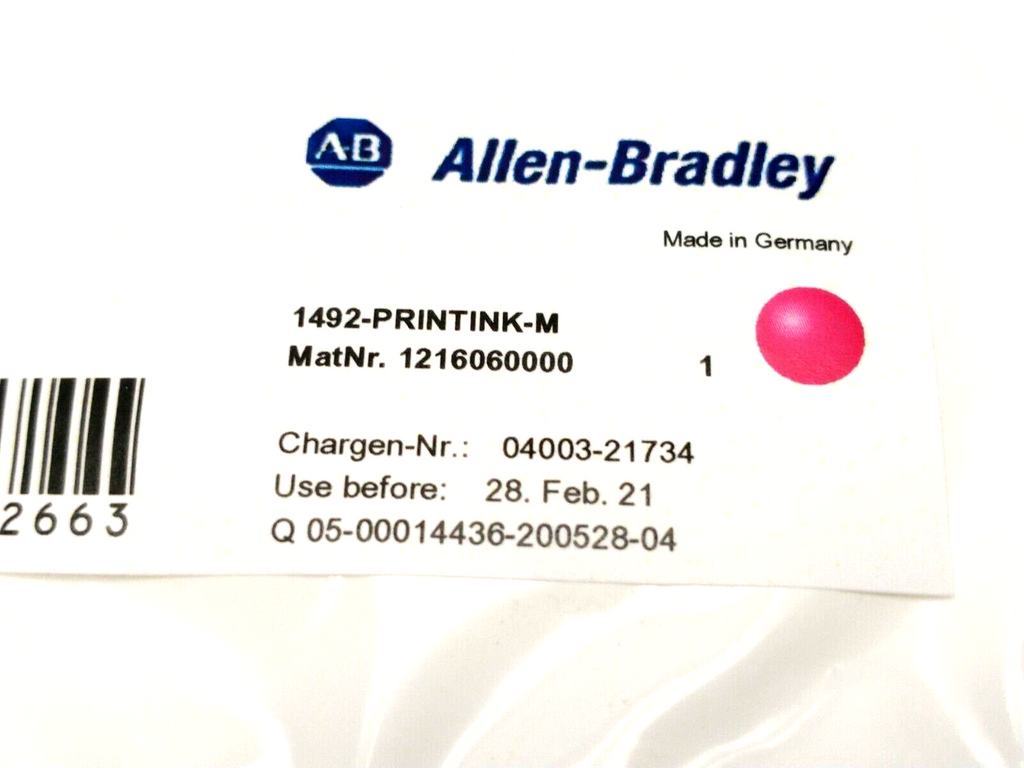 A-B Allen-Bradley
Made in Germany
1492-PRINTINK-M
MatNr. 1216060000 1
Chargen-Nr.: 04003-21734
Use before: 28. Feb. 21
Q 05-00014436-200528-04
2663